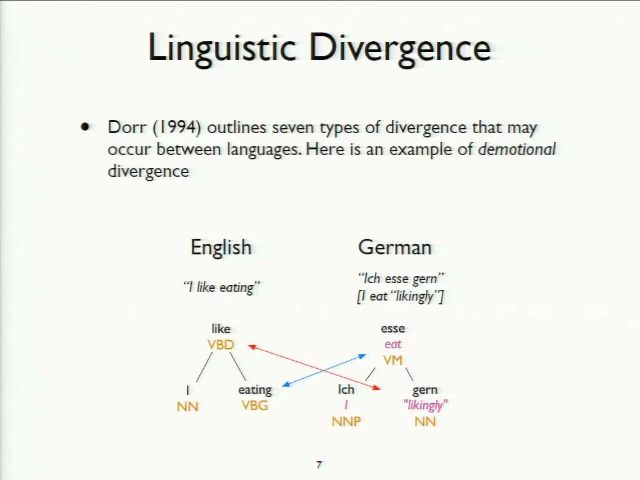 Linguistic Divergence
• Dorr (1994) outlines seven types of divergence that may
occur between languages. Here is an example of demotional
divergence
English
German
"I like eating"
"Ich esse gern"
[I eat "likingly"]
like
VBD
I
NN
eating
VBG
esse
eat
VM
Ich
I
NNP
gern
"likingly"
NN
7